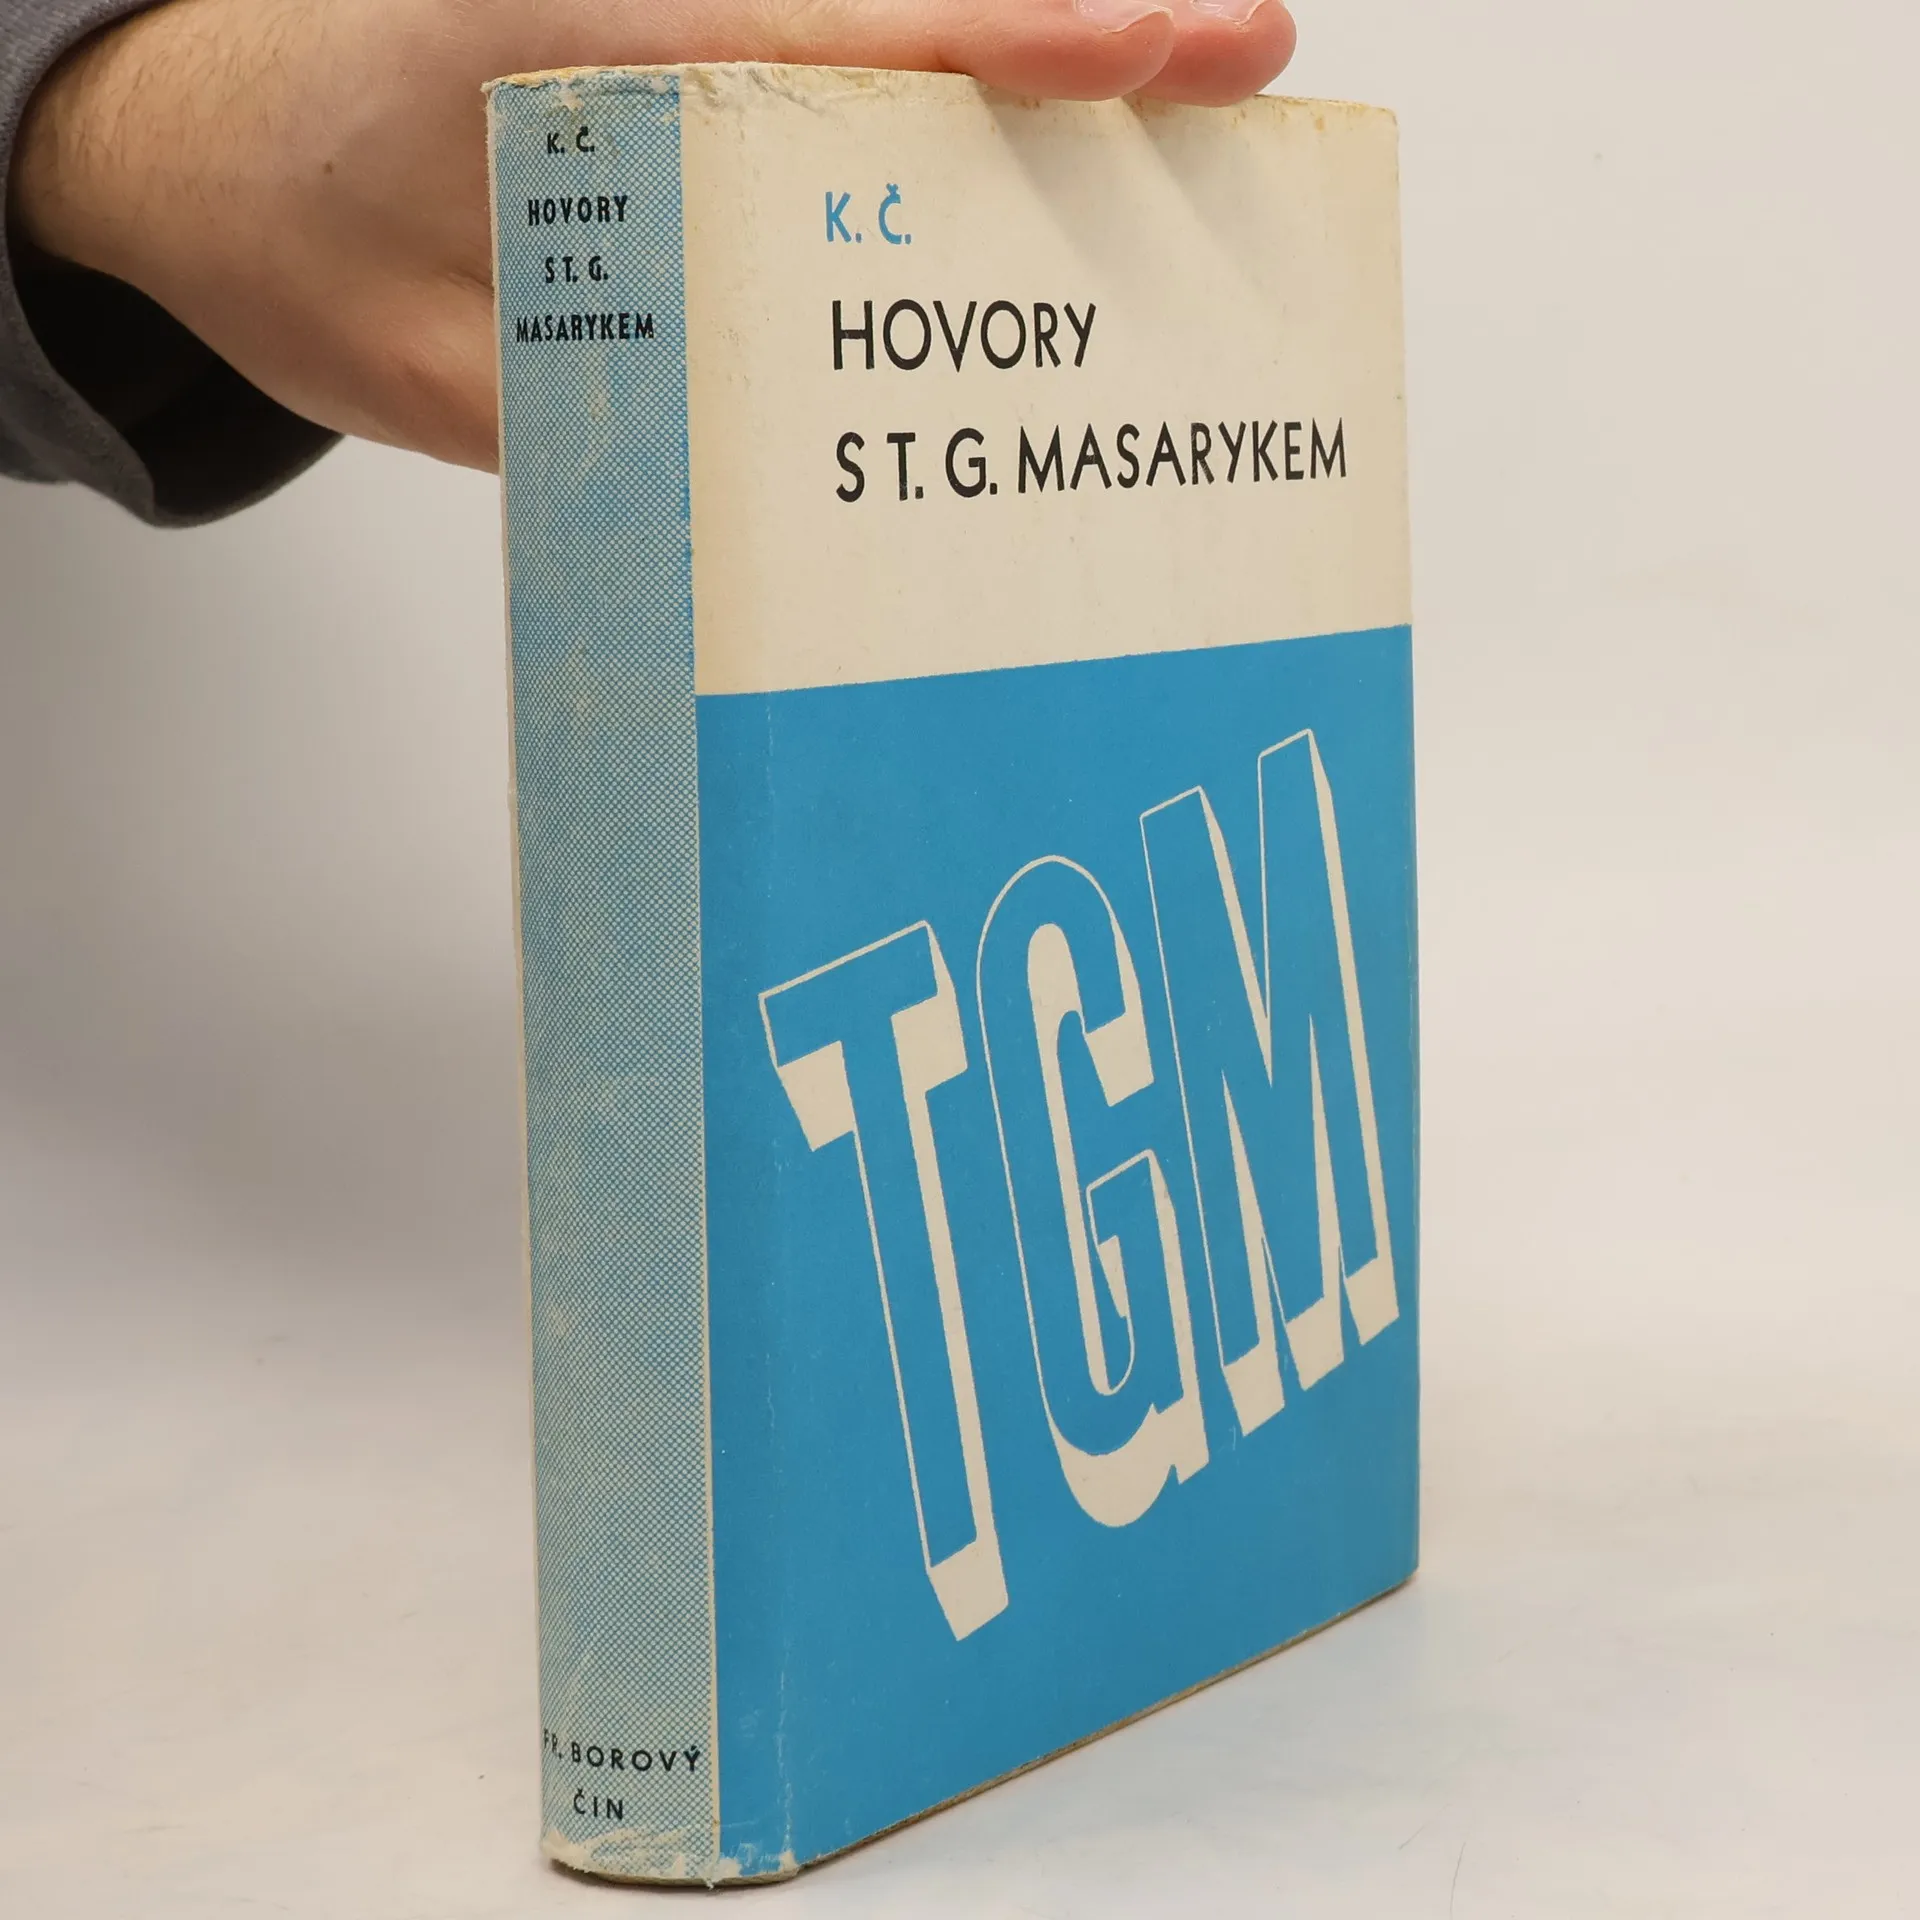 K. Č.
HOVORY
S T. G.
MASARYKEM
FR. BOROVÝ
ČIN
K. Č.
HOVORY
S T. G. MASARYKEM
TGM